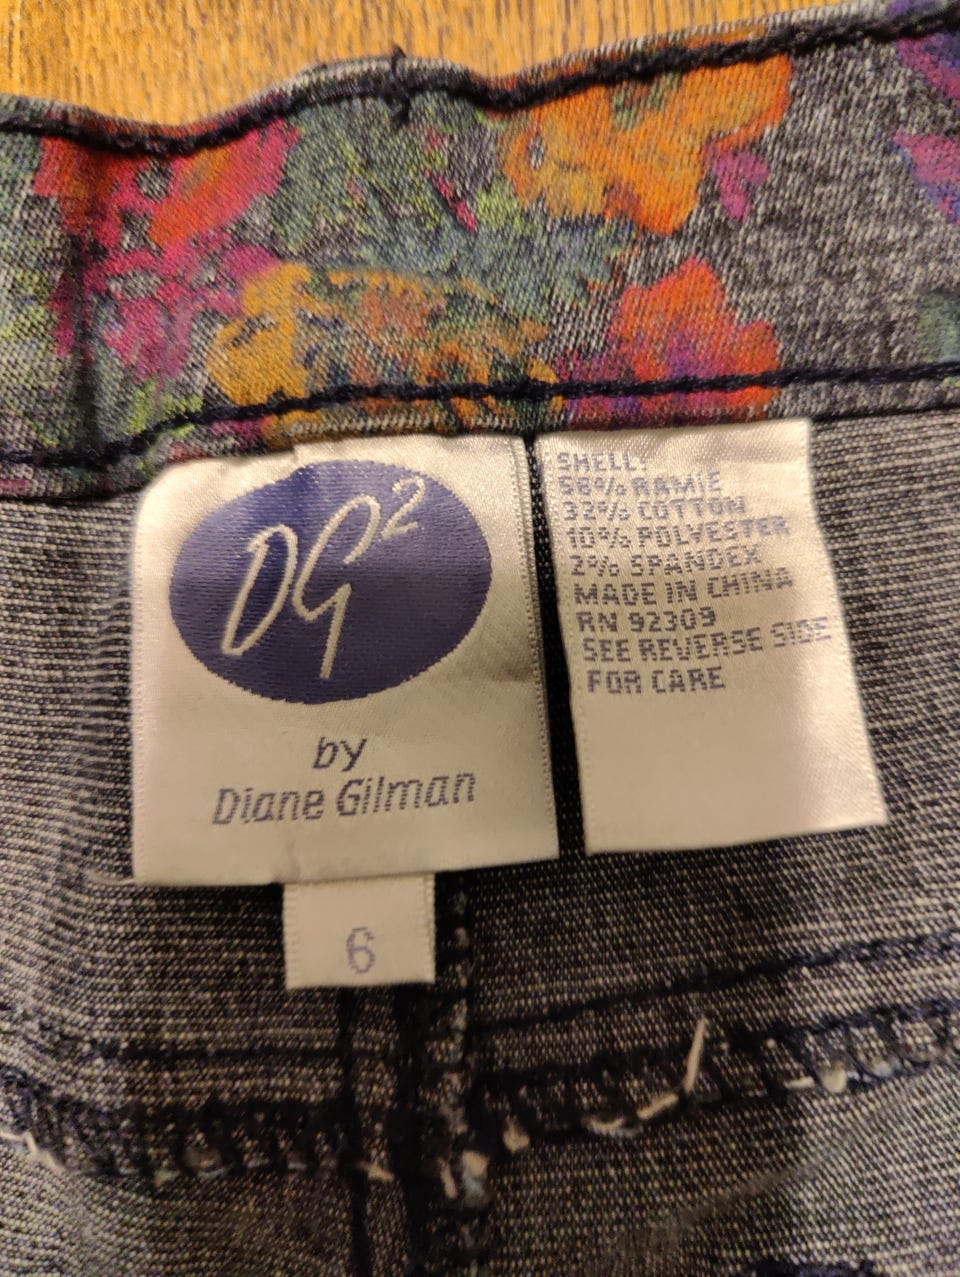 DG²
by
Diane Gilman
6
SHELL:
56% RAMIE
32% COTTON
10% POLYESTER
2% SPANDEX
MADE IN CHINA
RN 92309
SEE REVERSE SIDE
FOR CARE